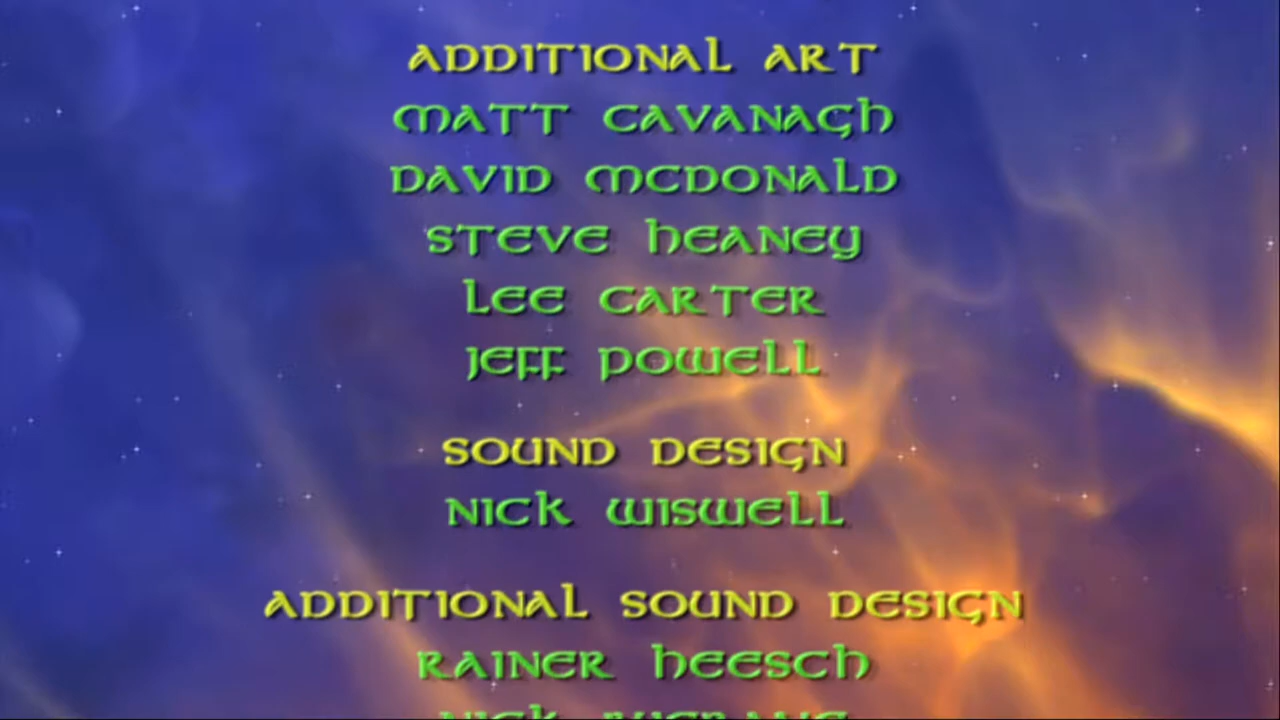 ADDITIONAL ART
MATT CAVANAGH
DAVID MCDONALD
STEVE HEANEY
LEE CARTER
JEFF POWELL
SOUND DESIGN
NICK WISWELL
ADDITIONAL SOUND DESIGN
RAINER HEESCH
NICK